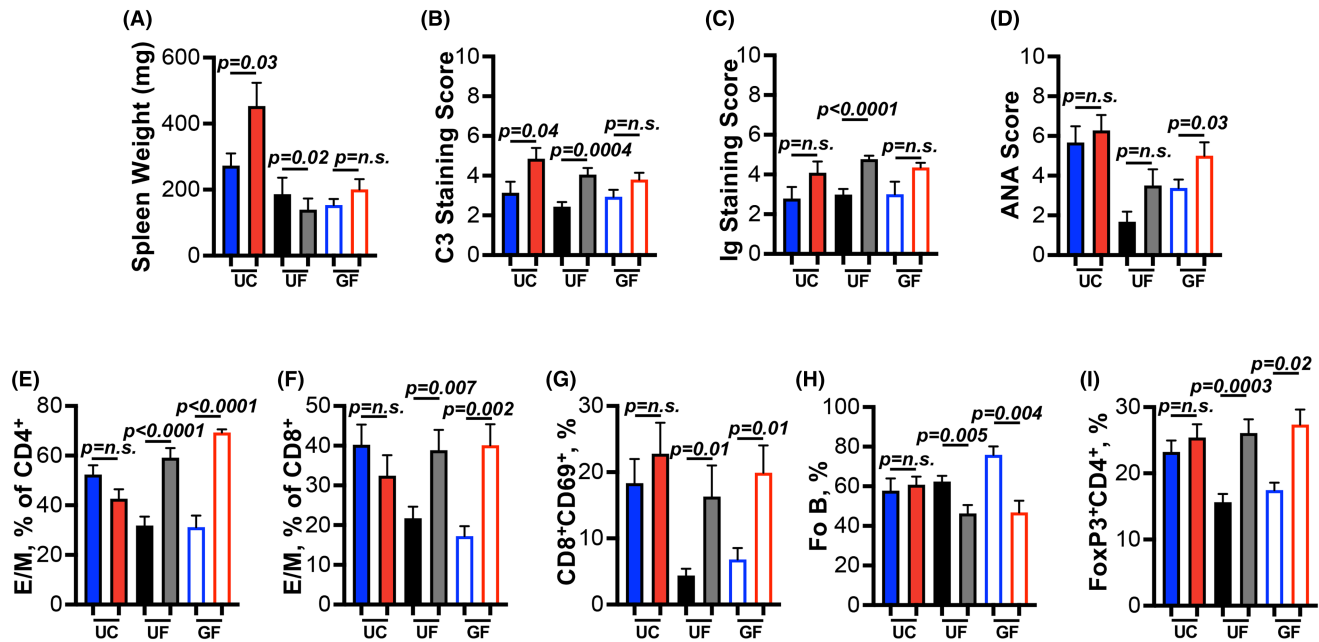 (A)
Spleen Weight (mg)
600
400
200
0
p=0.03
p=0.02
p=n.s.
UC
UF
GF
(B)
C3 Staining Score
10
8
6
4
2
0
p=0.04
p=0.0004
p=n.s.
UC
UF
GF
(C)
Ig Staining Score
10
8
6
4
2
0
p=n.s.
p<0.0001
p=n.s.
UC
UF
GF
(D)
ANA Score
10
8
6
4
2
0
p=n.s.
p=n.s.
p=0.03
UC
UF
GF
(E)
E/M, % of CD4⁺
80
60
40
20
0
p=n.s.
p<0.0001
p<0.0001
UC
UF
GF
(F)
E/M, % of CD8⁺
50
40
30
20
10
0
p=n.s.
p=0.007
p=0.002
UC
UF
GF
(G)
CD8⁺CD69⁺, %
30
20
10
0
p=n.s.
p=0.01
p=0.01
UC
UF
GF
(H)
Fo B, %
100
80
60
40
20
0
p=n.s.
p=0.005
p=0.004
UC
UF
GF
(I)
FoxP3⁺CD4⁺, %
30
20
10
0
p=n.s.
p=0.0003
p=0.02
UC
UF
GF